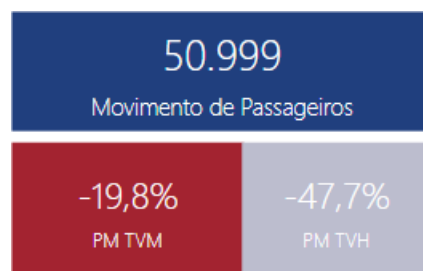 50.999
Movimento de Passageiros
-19,8%
PM TVM
-47,7%
PM TVH